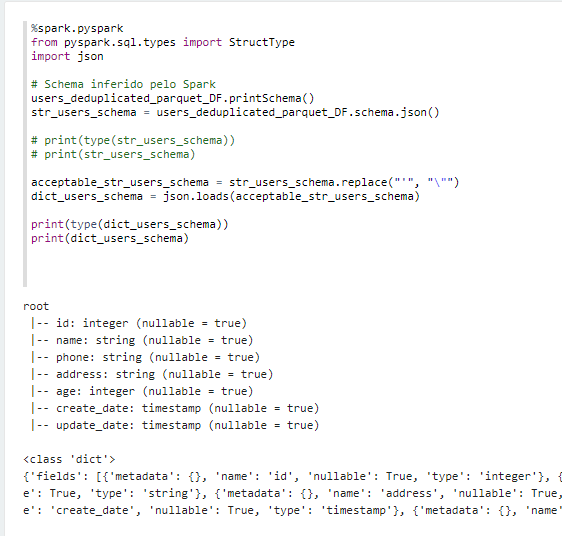 %spark.pyspark
from pyspark.sql.types import StructType
import json
# Schema inferido pelo Spark
users_deduplicated_parquet_DF.printSchema()
str_users_schema = users_deduplicated_parquet_DF.schema.json()
# print(type(str_users_schema))
# print(str_users_schema)
acceptable_str_users_schema = str_users_schema.replace("'", "\"")
dict_users_schema = json.loads(acceptable_str_users_schema)
print(type(dict_users_schema))
print(dict_users_schema)
root
|-- id: integer (nullable = true)
|-- name: string (nullable = true)
|-- phone: string (nullable = true)
|-- address: string (nullable = true)
|-- age: integer (nullable = true)
|-- create_date: timestamp (nullable = true)
|-- update_date: timestamp (nullable = true)
<class 'dict'>
{'fields': [{'metadata': {}, 'name': 'id', 'nullable': True, 'type': 'integer'}, {
e': True, 'type': 'string'}, {'metadata': {}, 'name': 'address', 'nullable': True,
e': 'create_date', 'nullable': True, 'type': 'timestamp'}, {'metadata': {}, 'name'